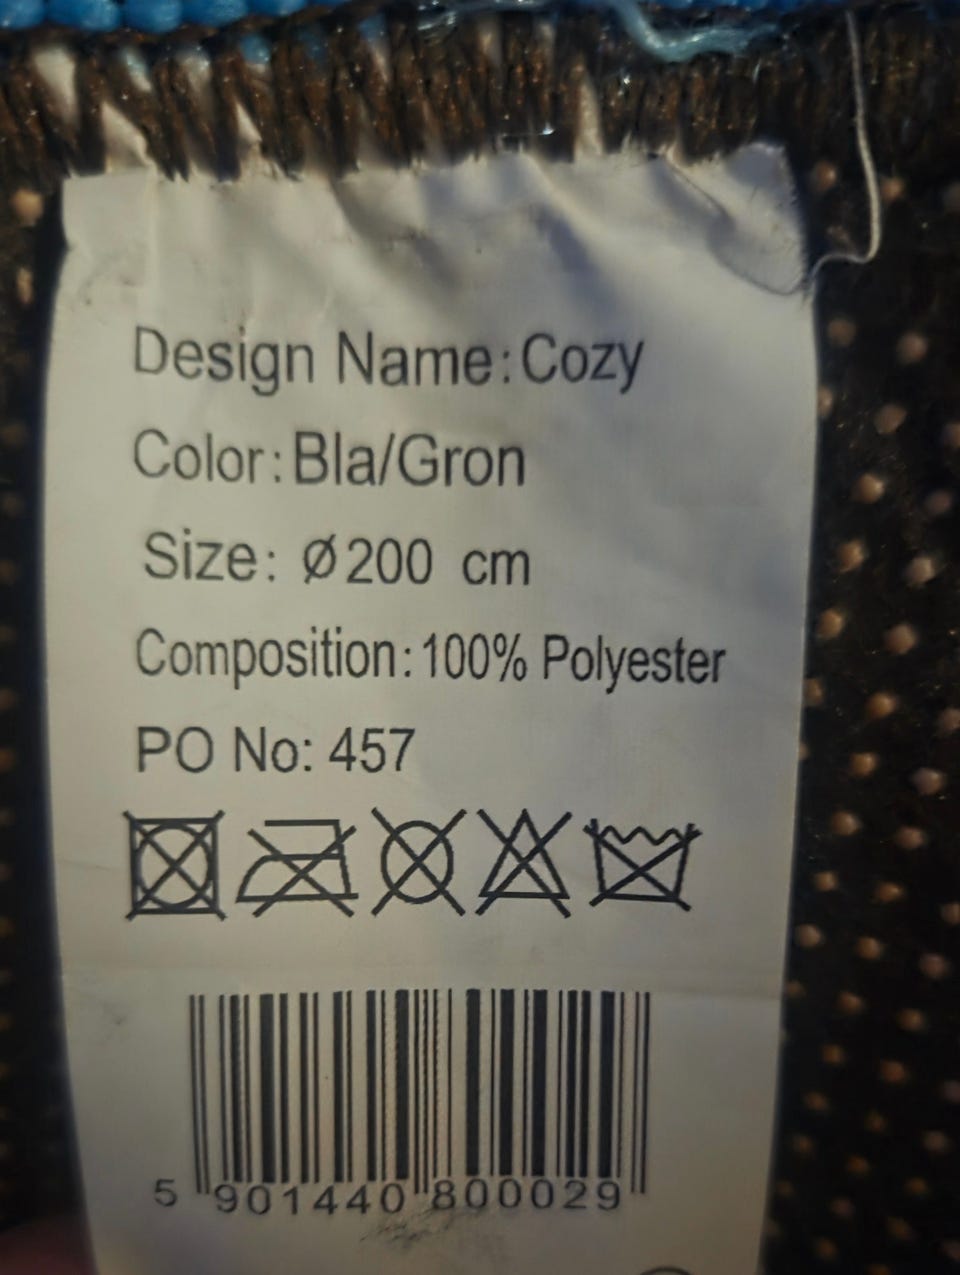 Design Name: Cozy
Color: Bla/Gron
Size: Ø200 cm
Composition: 100% Polyester
PO No: 457
5 901440 800029